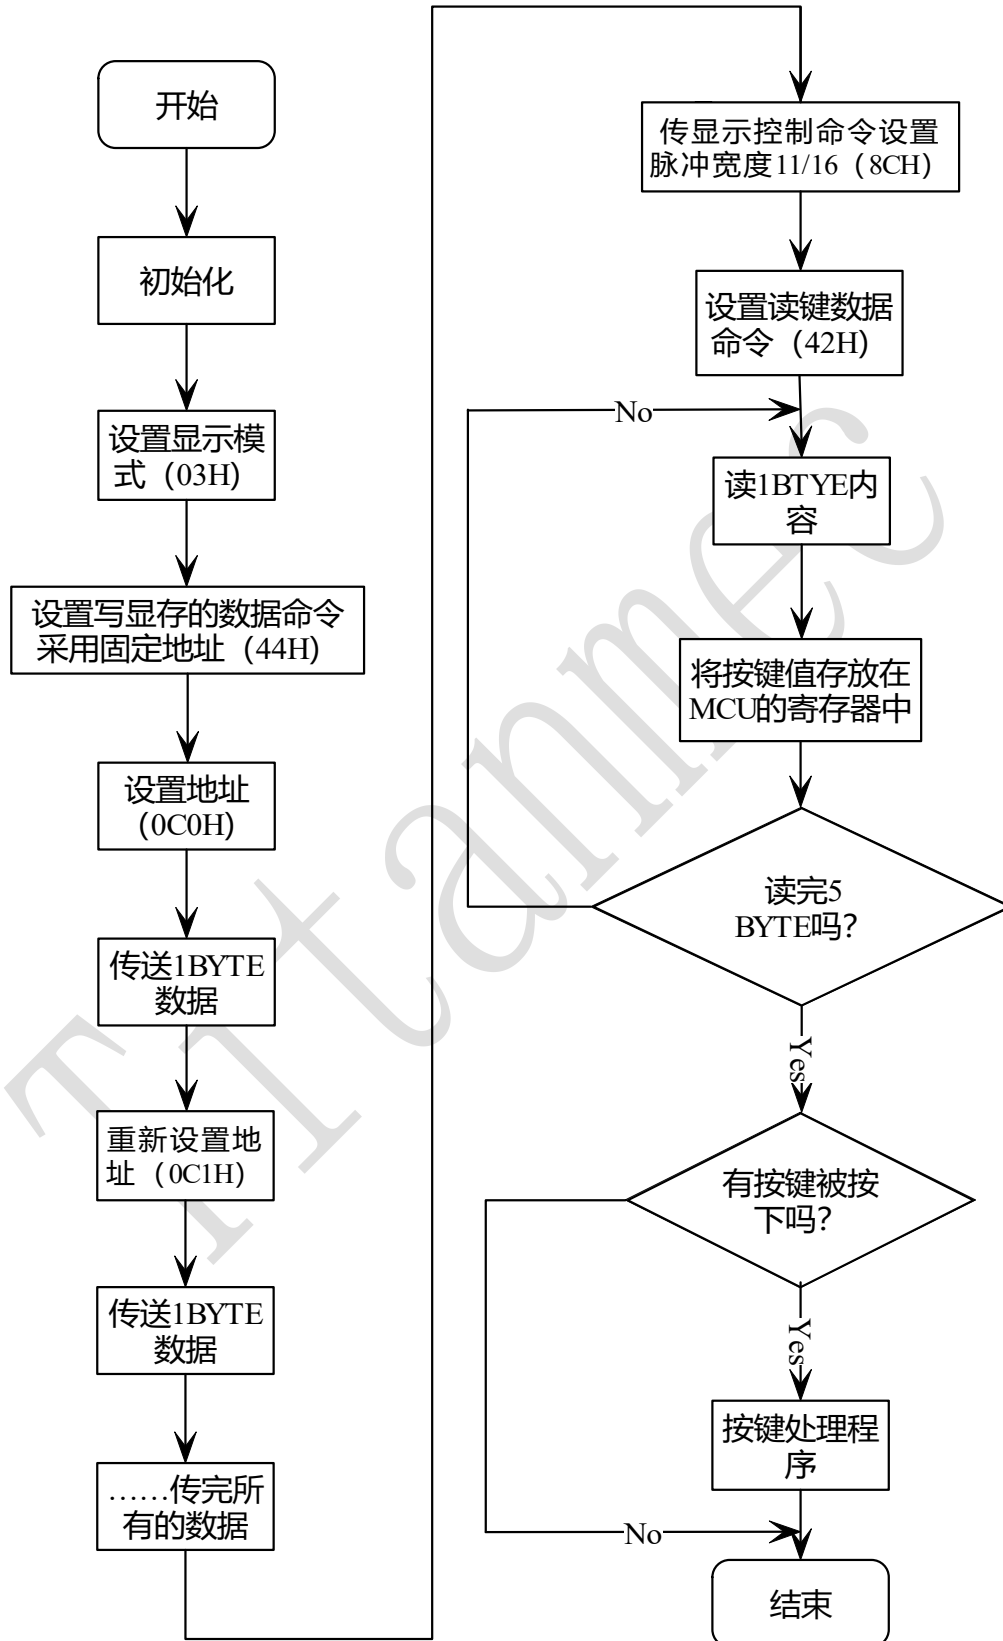 开始
初始化
设置显示模
式（03H）
设置写显存的数据命令
采用固定地址（44H）
设置地址
（0C0H）
传送1BYTE
数据
重新设置地
址（0C1H）
传送1BYTE
数据
……传完所
有的数据
传显示控制命令设置
脉冲宽度11/16（8CH）
设置读键数据
命令（42H）
No
读1BTYE内
容
将按键值存放在
MCU的寄存器中
读完5
BYTE吗？
Yes
有按键被按
下吗？
Yes
按键处理程
序
No
结束
Titanmec